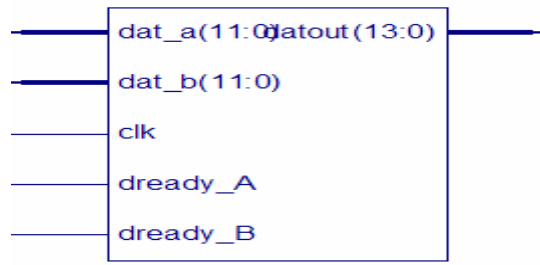 dat_a(11:0) datout(13:0)
dat_b(11:0)
clk
dready_A
dready_B